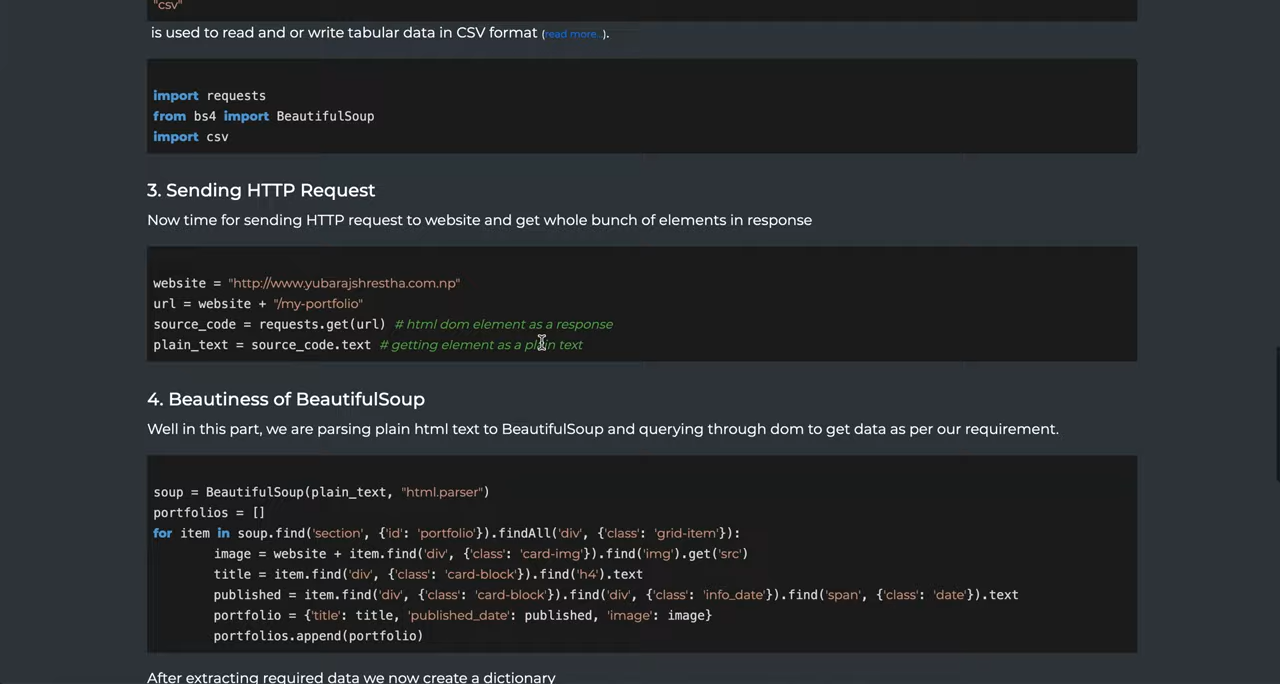 "csv"
is used to read and or write tabular data in CSV format (read more..).
import requests
from bs4 import BeautifulSoup
import csv
3. Sending HTTP Request
Now time for sending HTTP request to website and get whole bunch of elements in response
website = "http://www.yubarajshrestha.com.np"
url = website + "/my-portfolio"
source_code = requests.get(url) # html dom element as a response
plain_text = source_code.text # getting element as a plain text
4. Beautiness of BeautifulSoup
Well in this part, we are parsing plain html text to BeautifulSoup and querying through dom to get data as per our requirement.
soup = BeautifulSoup(plain_text, "html.parser")
portfolios = []
for item in soup.find('section', {'id': 'portfolio'}).findAll('div', {'class': 'grid-item'}):
image = website + item.find('div', {'class': 'card-img'}).find('img').get('src')
title = item.find('div', {'class': 'card-block'}).find('h4').text
published = item.find('div', {'class': 'card-block'}).find('div', {'class': 'info_date'}).find('span', {'class': 'date'}).text
portfolio = {'title': title, 'published_date': published, 'image': image}
portfolios.append(portfolio)
After extracting required data we now create a dictionary